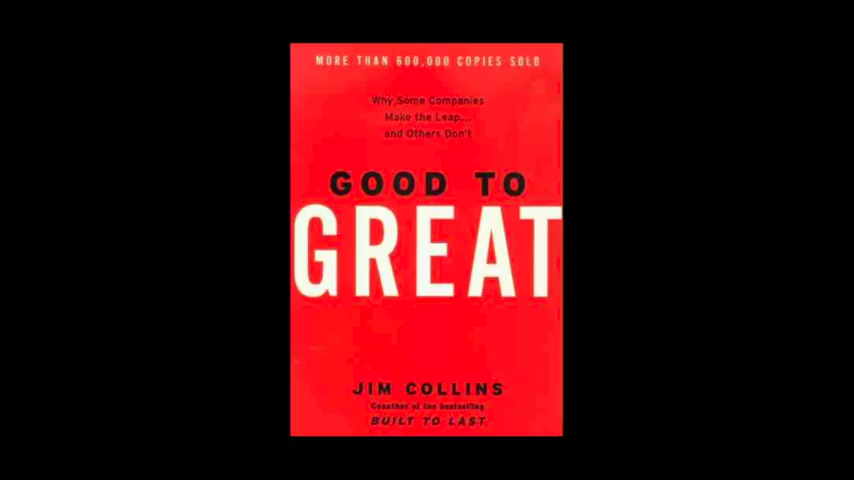 MORE THAN 600,000 COPIES SOLD
Why Some Companies
Make the Leap...
and Others Don't
GOOD TO
GREAT
JIM COLLINS
Coauthor of the bestselling
BUILT TO LAST